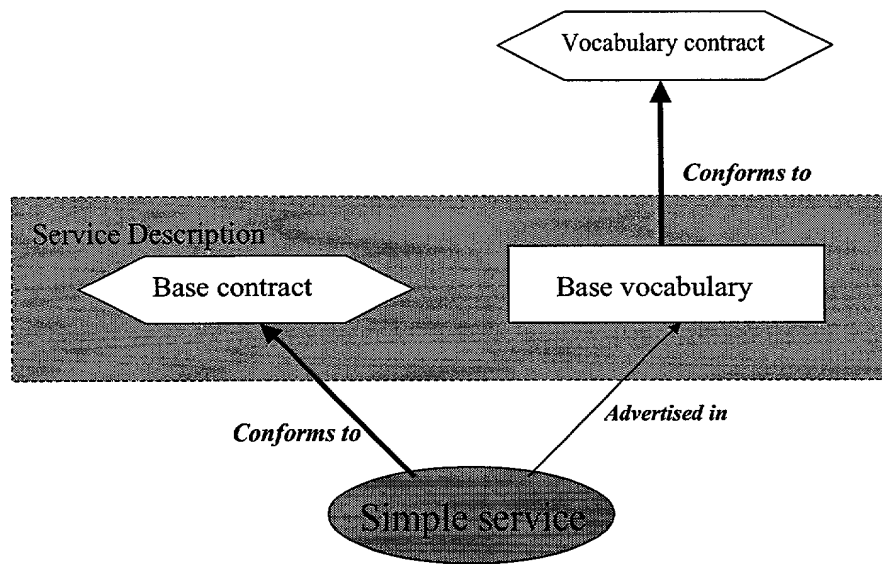 Vocabulary contract
Conforms to
Service Description
Base contract
Base vocabulary
Conforms to
Advertised in
Simple service